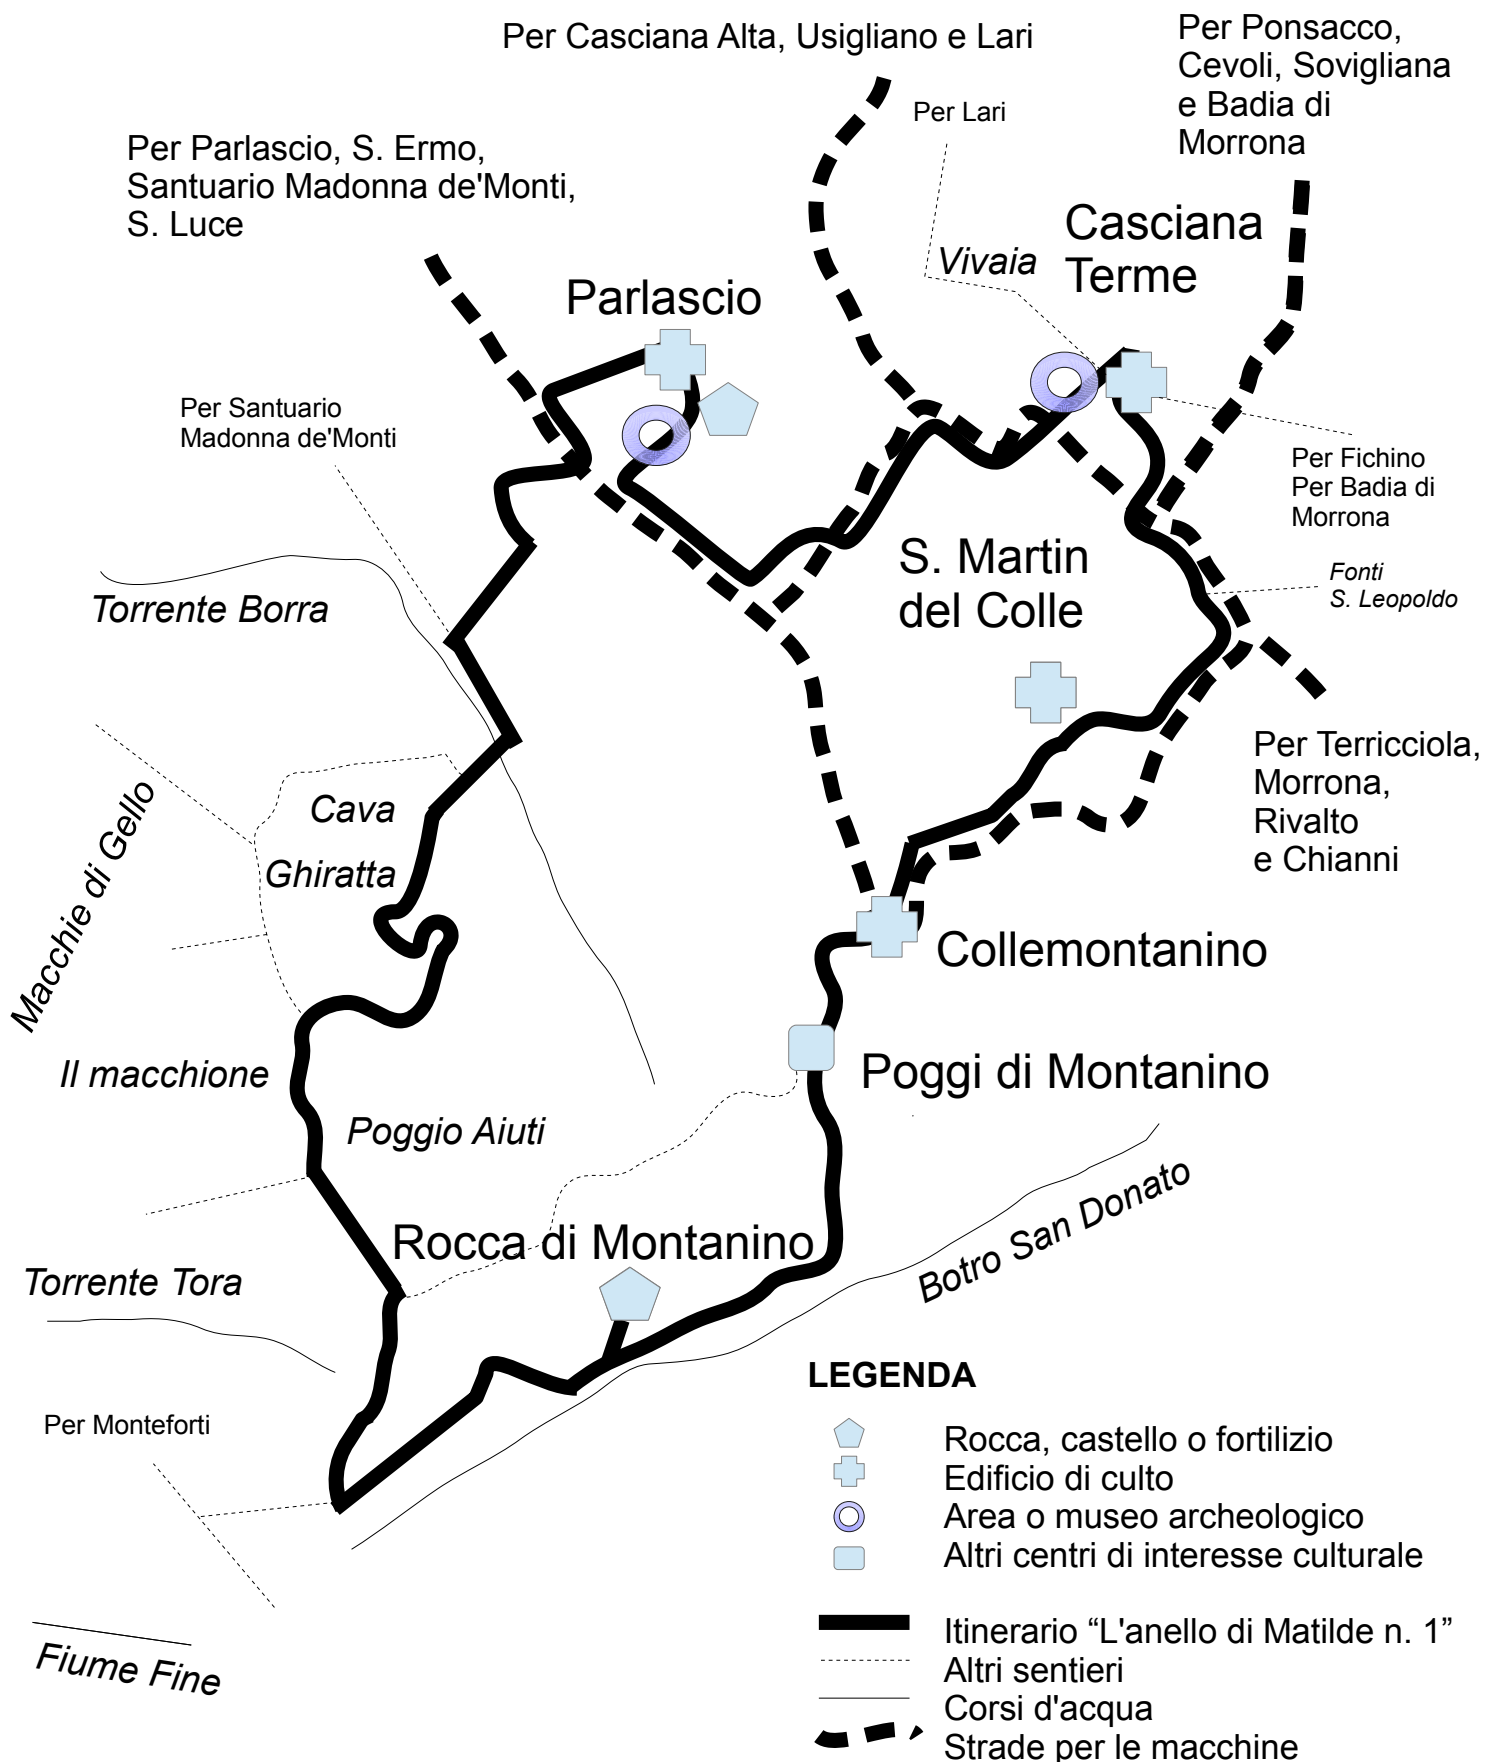 Per Casciana Alta, Usigliano e Lari
Per Ponsacco,
Cevoli, Sovigliana
e Badia di
Morrona
Per Lari
Per Parlascio, S. Ermo,
Santuario Madonna de'Monti,
S. Luce
Casciana
Terme
Vivaia
Parlascio
Per Santuario
Madonna de'Monti
Per Fichino
Per Badia di
Morrona
S. Martin
del Colle
Fonti
S. Leopoldo
Torrente Borra
Per Terricciola,
Morrona,
Rivalto
e Chianni
Cava
Ghiratta
Macchie di Gello
Collemontanino
Il macchione
Poggi di Montanino
Poggio Aiuti
Rocca di Montanino
Botro San Donato
Torrente Tora
Per Monteforti
Fiume Fine
LEGENDA
Rocca, castello o fortilizio
Edificio di culto
Area o museo archeologico
Altri centri di interesse culturale
Itinerario “L'anello di Matilde n. 1”
Altri sentieri
Corsi d'acqua
Strade per le macchine